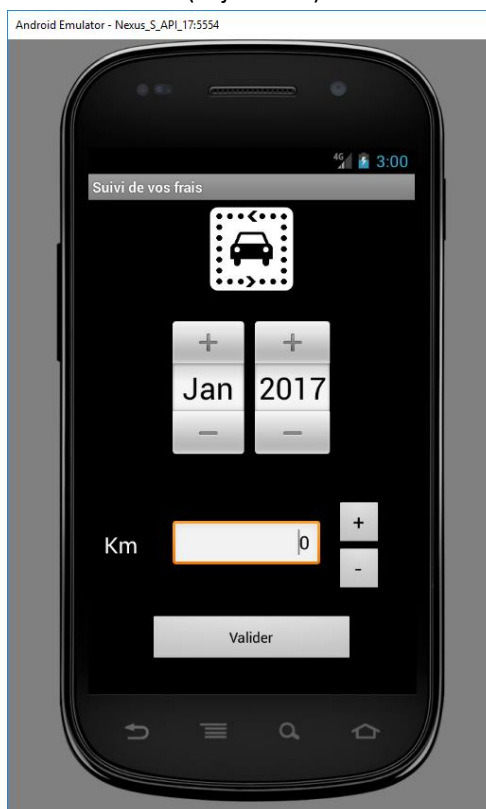 Android Emulator - Nexus_S_API_17:5554
4G 3:00
Suivi de vos frais
+ +
Jan 2017
- -
Km 0
+
-
Valider